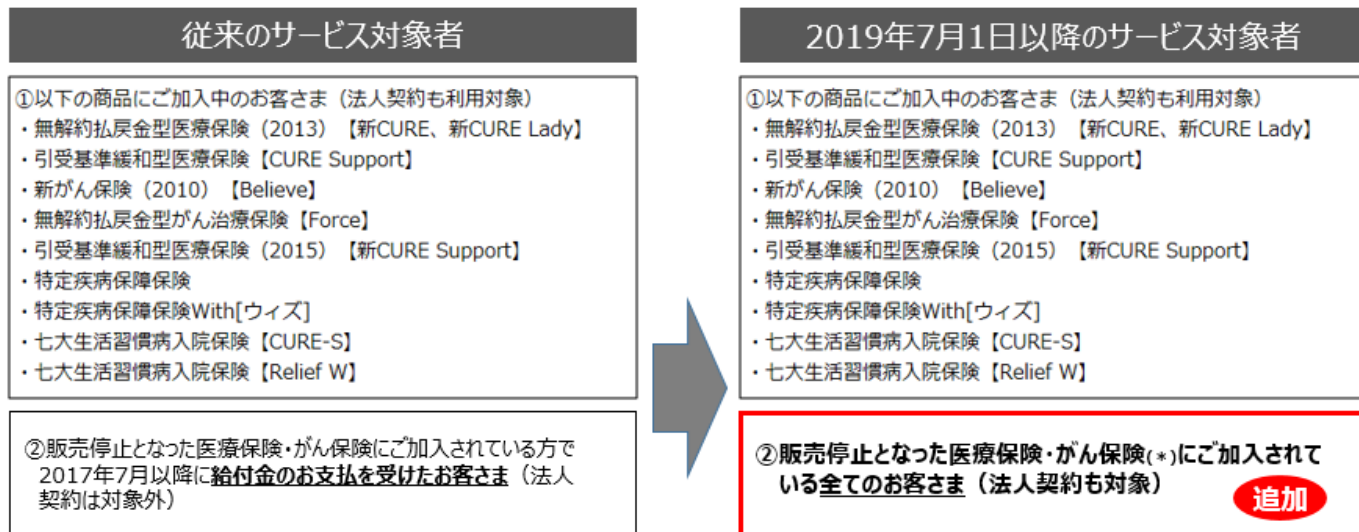 従来のサービス対象者
①以下の商品にご加入中のお客さま（法人契約も利用対象）
・無解約払戻金型医療保険（2013）【新CURE、新CURE Lady】
・引受基準緩和型医療保険【CURE Support】
・新がん保険（2010）【Believe】
・無解約払戻金型がん治療保険【Force】
・引受基準緩和型医療保険（2015）【新CURE Support】
・特定疾病保障保険
・特定疾病保障保険With[ウィズ]
・七大生活習慣病入院保険【CURE-S】
・七大生活習慣病入院保険【Relief W】
②販売停止となった医療保険・がん保険にご加入されている方で
2017年7月以降に給付金のお支払を受けたお客さま（法人
契約は対象外）
2019年7月1日以降のサービス対象者
①以下の商品にご加入中のお客さま（法人契約も利用対象）
・無解約払戻金型医療保険（2013）【新CURE、新CURE Lady】
・引受基準緩和型医療保険【CURE Support】
・新がん保険（2010）【Believe】
・無解約払戻金型がん治療保険【Force】
・引受基準緩和型医療保険（2015）【新CURE Support】
・特定疾病保障保険
・特定疾病保障保険With[ウィズ]
・七大生活習慣病入院保険【CURE-S】
・七大生活習慣病入院保険【Relief W】
②販売停止となった医療保険・がん保険(*)にご加入されて
いる全てのお客さま（法人契約も対象）
追加